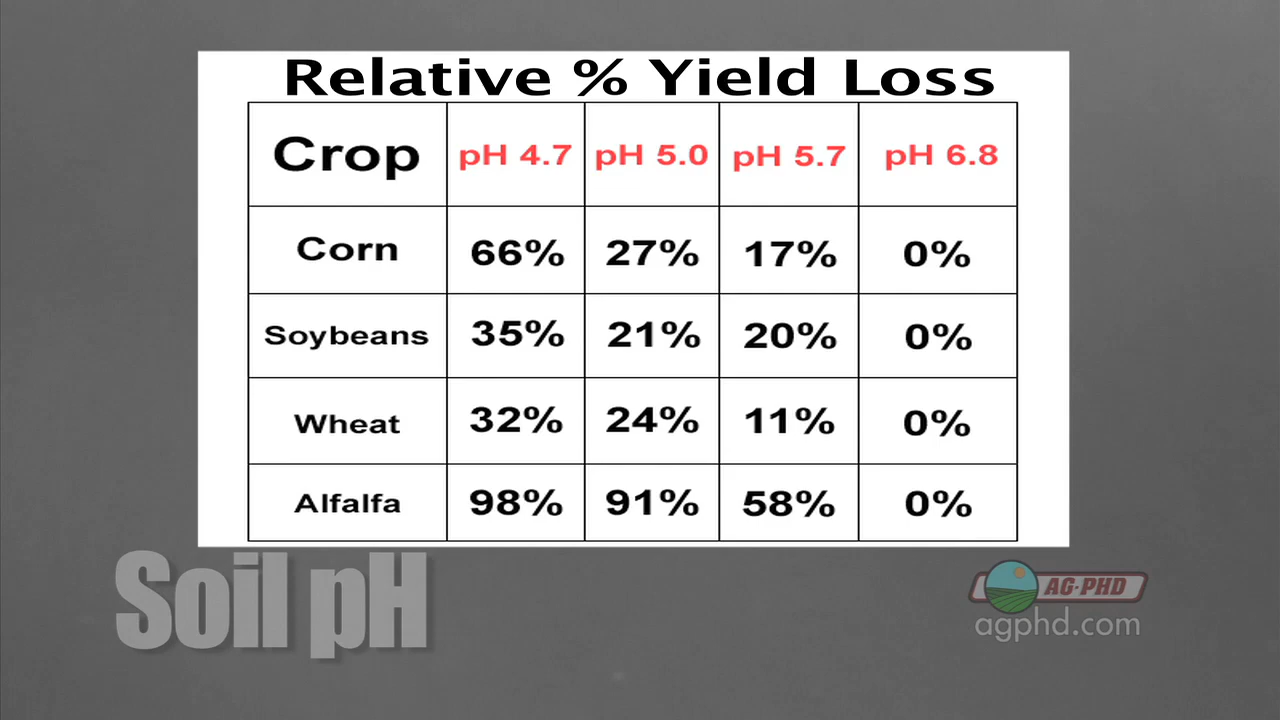 Relative % Yield Loss
Crop pH 4.7 pH 5.0 pH 5.7 pH 6.8
Corn 66% 27% 17% 0%
Soybeans 35% 21% 20% 0%
Wheat 32% 24% 11% 0%
Alfalfa 98% 91% 58% 0%
Soil pH
AG·PHD
agphd.com